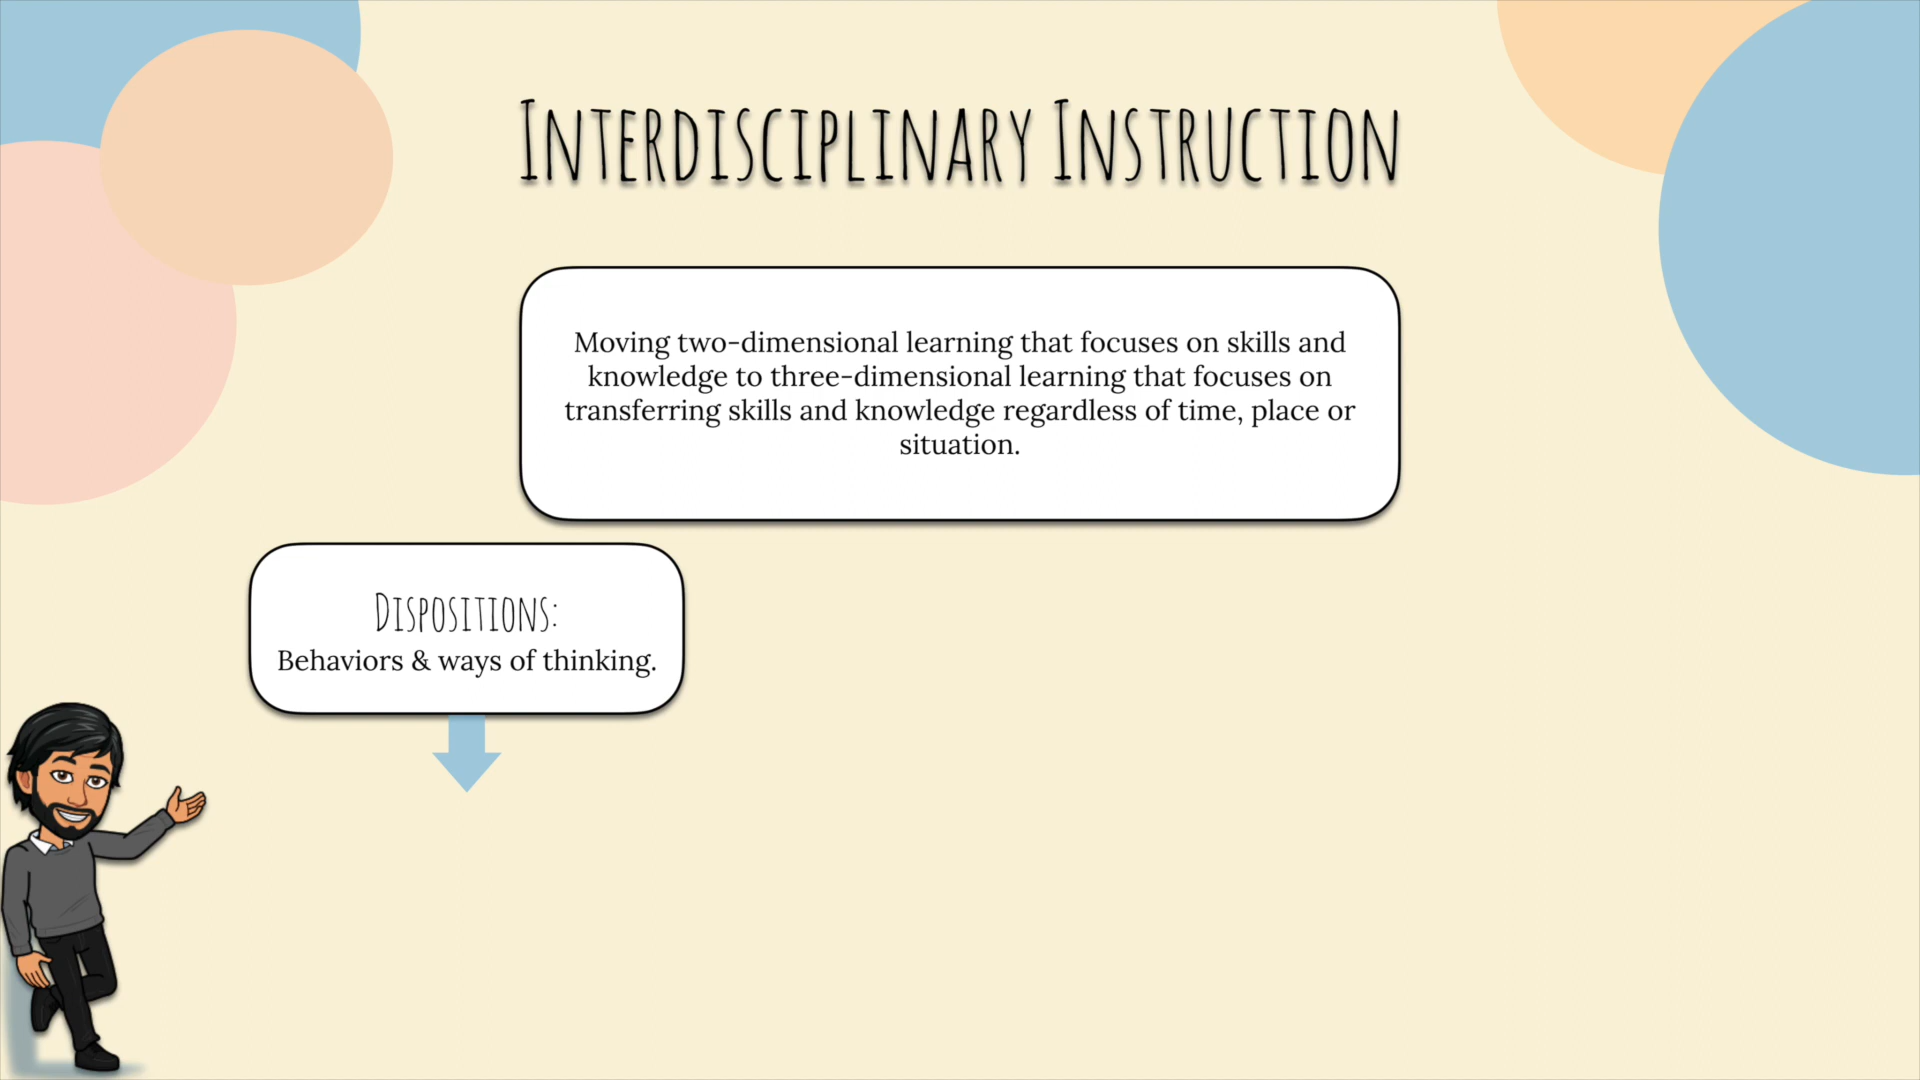 Interdisciplinary Instruction
Moving two-dimensional learning that focuses on skills and
knowledge to three-dimensional learning that focuses on
transferring skills and knowledge regardless of time, place or
situation.
Dispositions:
Behaviors & ways of thinking.